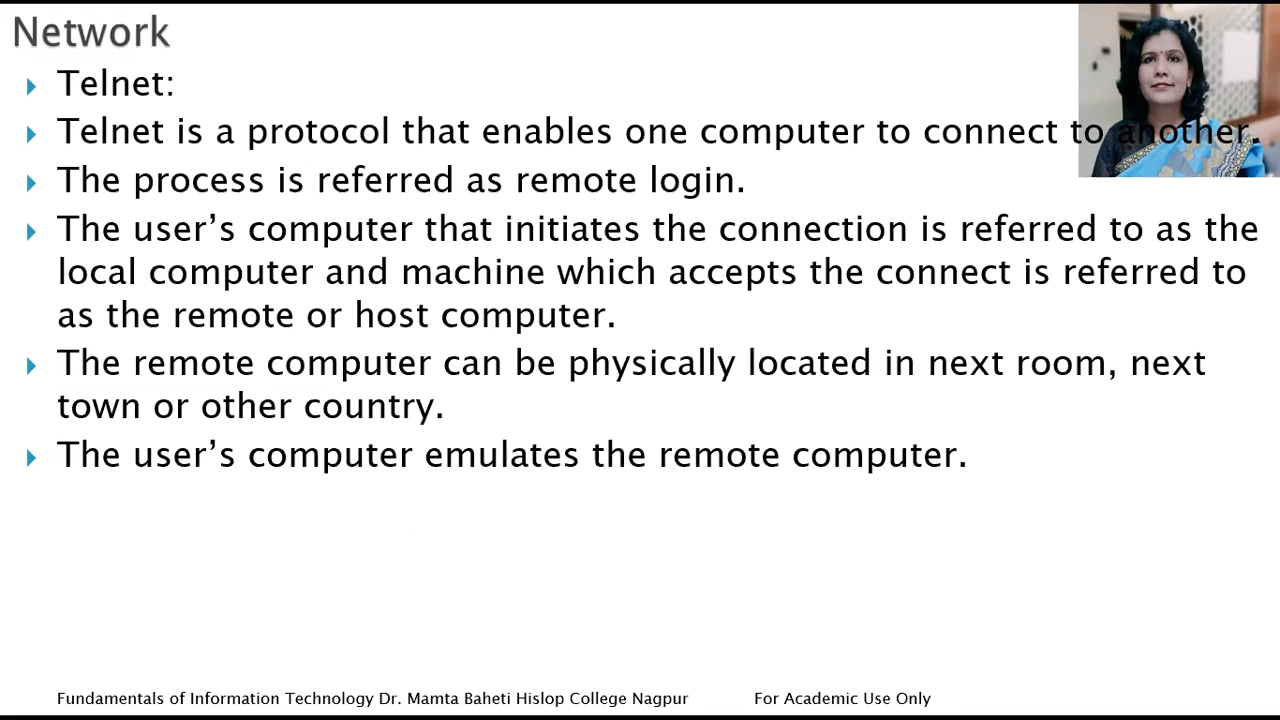 Network
Telnet:
Telnet is a protocol that enables one computer to connect to another.
The process is referred as remote login.
The user’s computer that initiates the connection is referred to as the
local computer and machine which accepts the connect is referred to
as the remote or host computer.
The remote computer can be physically located in next room, next
town or other country.
The user’s computer emulates the remote computer.
Fundamentals of Information Technology Dr. Mamta Baheti Hislop College Nagpur For Academic Use Only